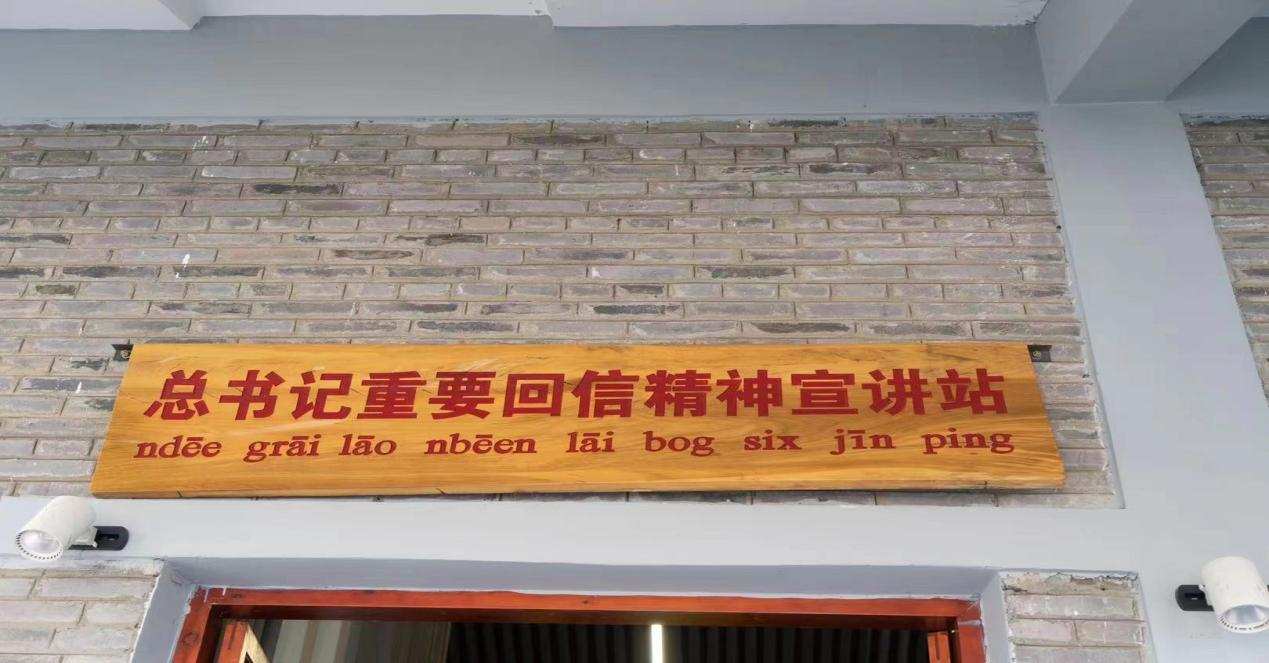 总书记重要回信精神宣讲站
ndēe grāi lāo nbēen lāi bog six jīn ping